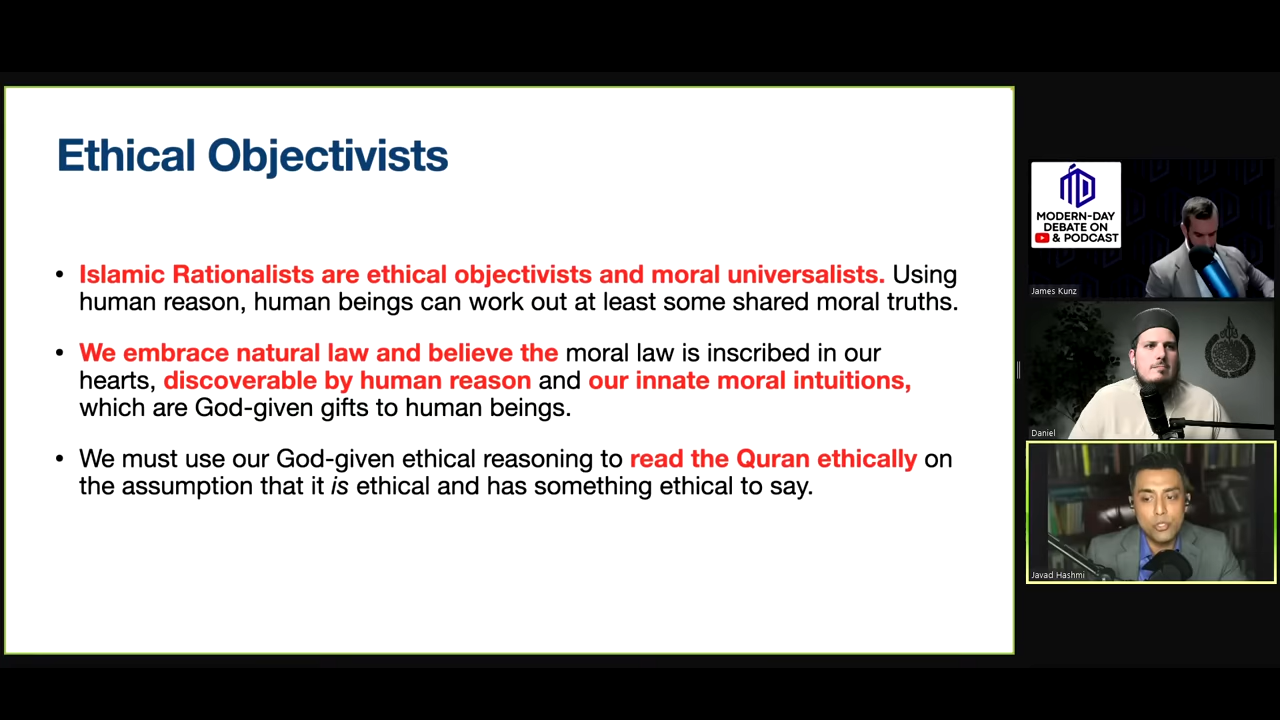 Ethical Objectivists
• Islamic Rationalists are ethical objectivists and moral universalists. Using
human reason, human beings can work out at least some shared moral truths.
• We embrace natural law and believe the moral law is inscribed in our
hearts, discoverable by human reason and our innate moral intuitions,
which are God-given gifts to human beings.
• We must use our God-given ethical reasoning to read the Quran ethically on
the assumption that it is ethical and has something ethical to say.
MODERN-DAY
DEBATE ON
& PODCAST
James Kunz
Daniel
Javad Hashmi